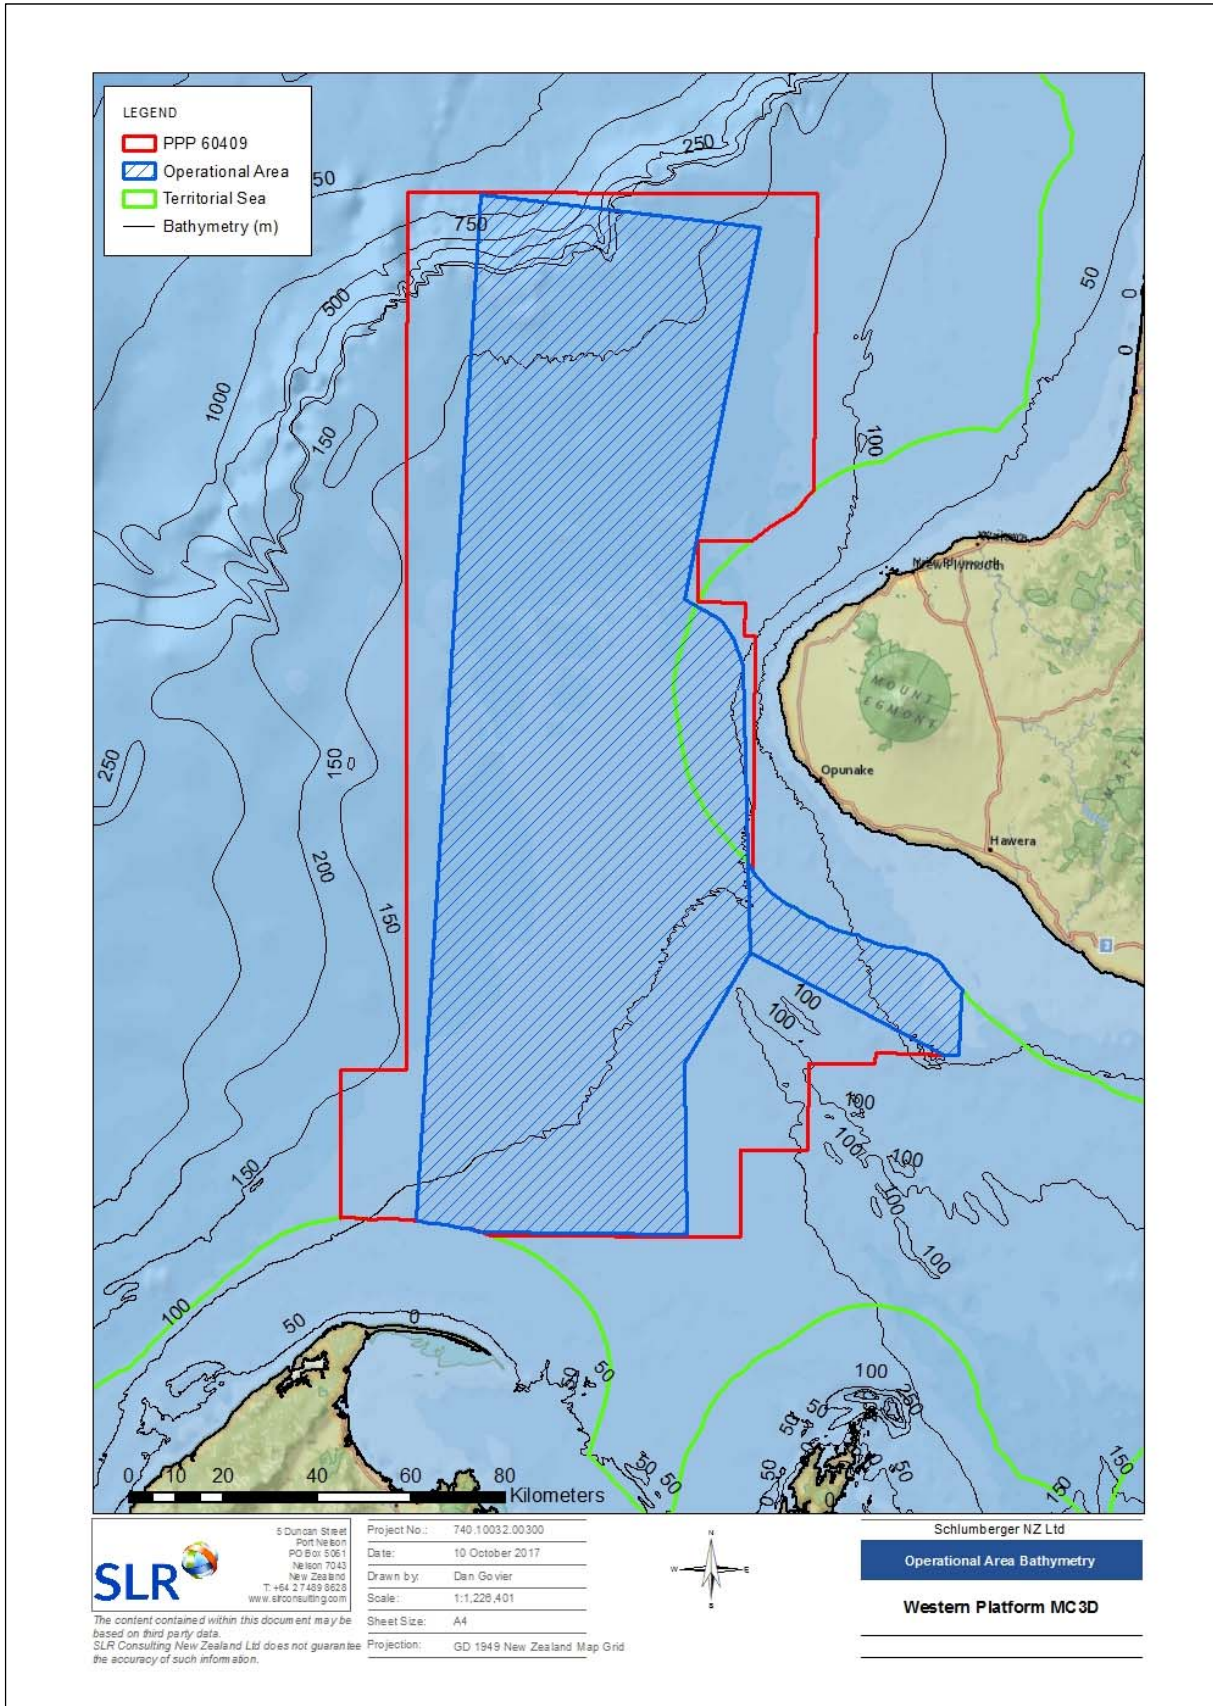 LEGEND
PPP 60409
Operational Area
Territorial Sea
Bathymetry (m)
50
250
750
500
1000
150
50
0
0
100
New Plymouth
MOUNT
EGMONT
Opunake
Hawera
3
250
150
200
150
100
100
100
100
100
100
100
150
100
50
0
50
50
50
50
100
250
50
50
50
50
0
0
150
150
0 10 20 40 60 80
Kilometers
SLR
5 Duncan Street
Port Nelson
PO Box 5061
Nelson 7043
New Zealand
T: +64 2 7489 8628
www.slrconsulting.com
The content contained within this document may be
based on third party data.
SLR Consulting New Zealand Ltd does not guarantee
the accuracy of such information.
Project No.: 740.10032.00300
Date: 10 October 2017
Drawn by: Dan Govier
Scale: 1:1,226,401
Sheet Size: A4
Projection: GD 1949 New Zealand Map Grid
N
W E
S
Schlumberger NZ Ltd
Operational Area Bathymetry
Western Platform MC3D